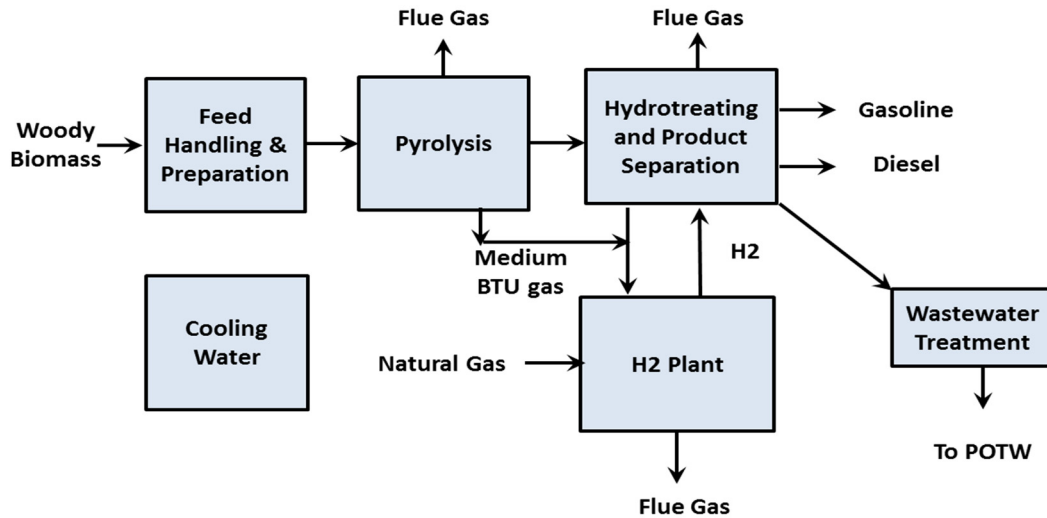 Flue Gas
Flue Gas
Woody
Biomass
Feed
Handling &
Preparation
Pyrolysis
Hydrotreating
and Product
Separation
Gasoline
Diesel
Medium
BTU gas
H2
Cooling
Water
Natural Gas
H2 Plant
Wastewater
Treatment
To POTW
Flue Gas